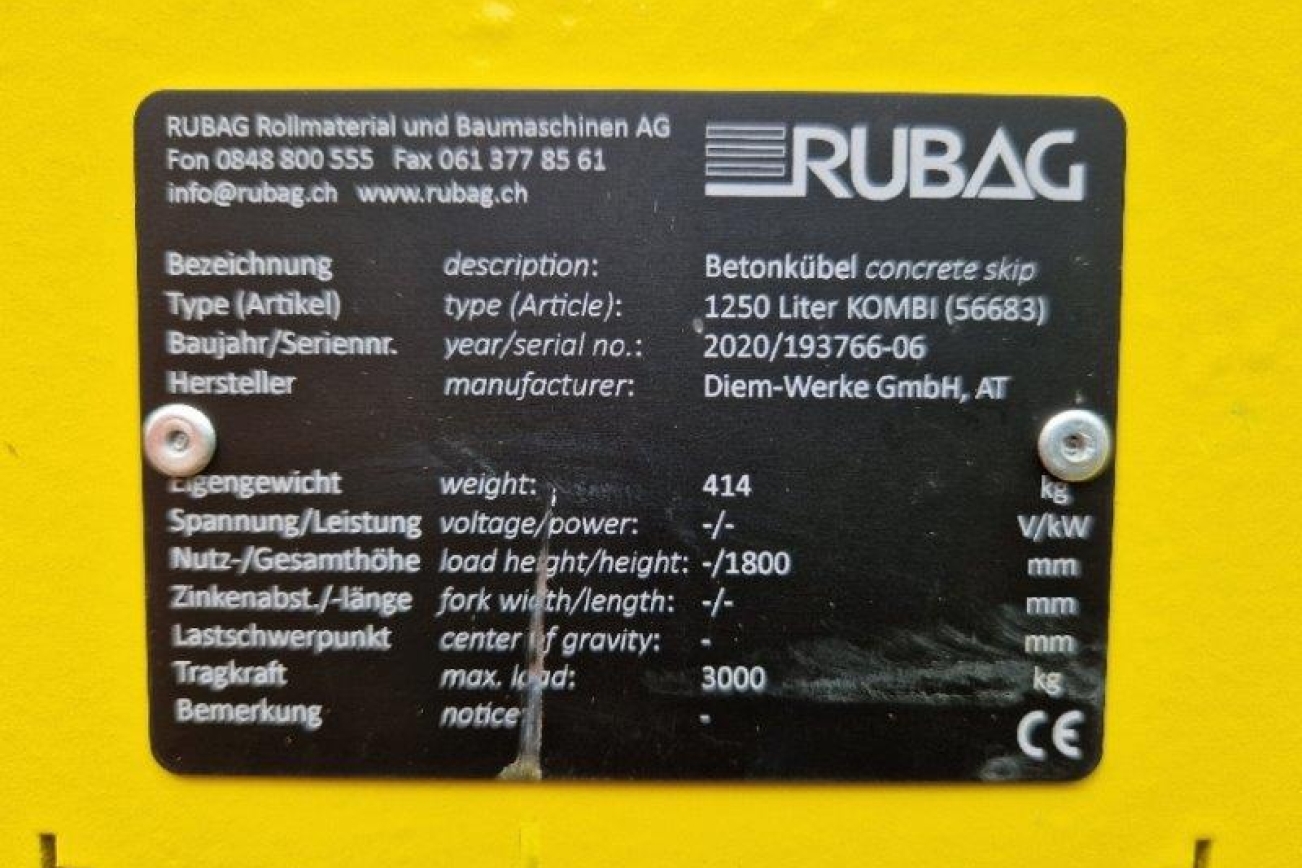 RUBAG Rollmaterial und Baumaschinen AG
Fon 0848 800 555 Fax 061 377 85 61
info@rubag.ch www.rubag.ch
RUBAG
Bezeichnung description: Betonkübel concrete skip
Type (Artikel) type (Article): 1250 Liter KOMBI (56683)
Baujahr/Seriennr. year/serial no.: 2020/193766-06
Hersteller manufacturer: Diem-Werke GmbH, AT
Eigengewicht weight: 414 kg
Spannung/Leistung voltage/power: -/- V/kW
Nutz-/Gesamthöhe load height/height: -/1800 mm
Zinkenabst./-länge fork width/length: -/- mm
Lastschwerpunkt center of gravity: - mm
Tragkraft max. load: 3000 kg
Bemerkung notice: -
CE